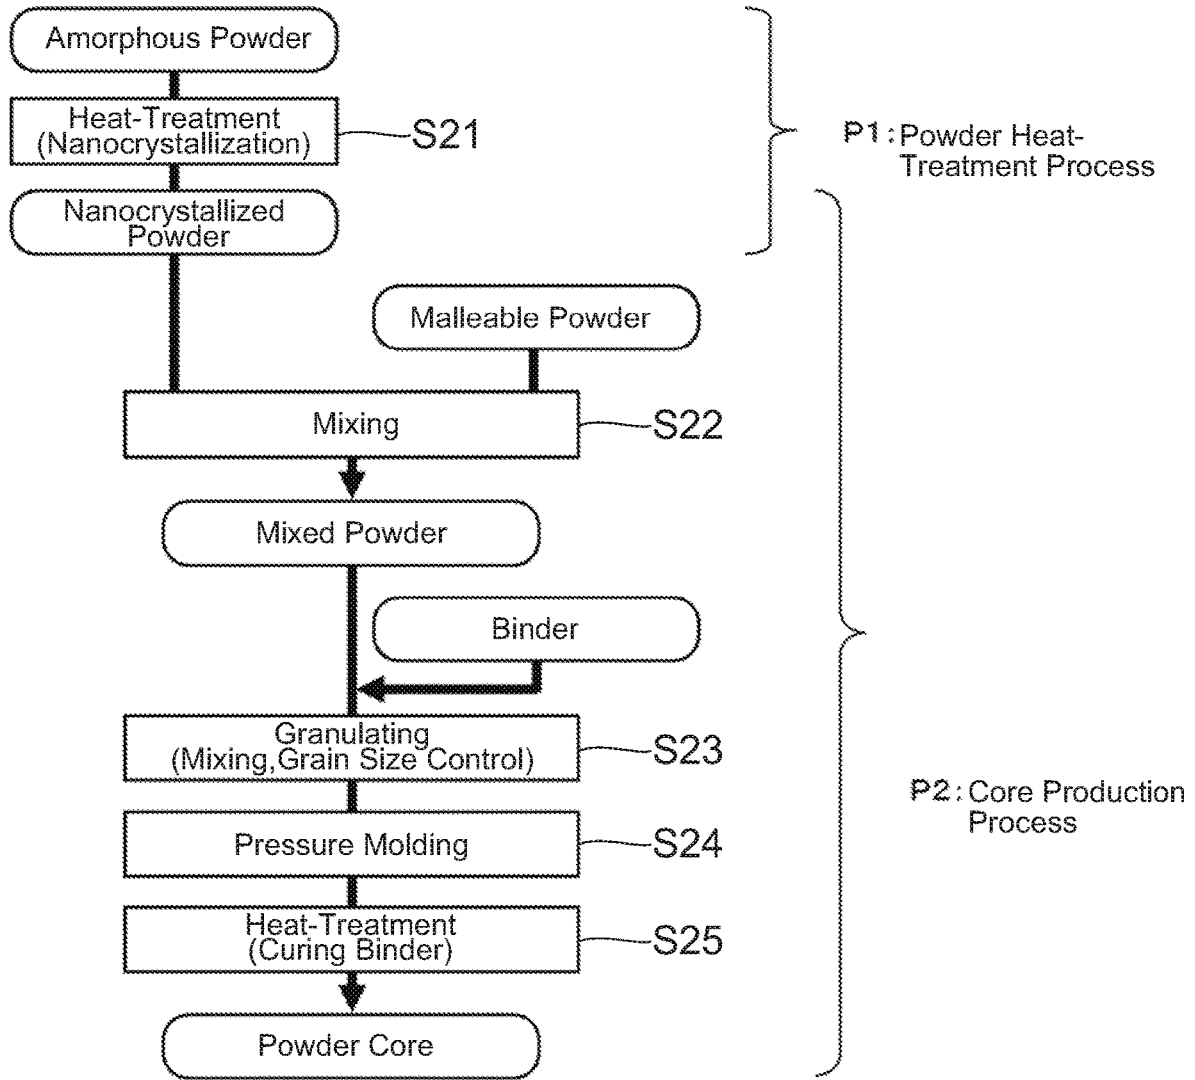 Amorphous Powder
Heat-Treatment
(Nanocrystallization)
S21
P1:Powder Heat-
Treatment Process
Nanocrystallized
Powder
Malleable Powder
Mixing
S22
Mixed Powder
Binder
Granulating
(Mixing,Grain Size Control)
S23
P2:Core Production
Process
Pressure Molding
S24
Heat-Treatment
(Curing Binder)
S25
Powder Core